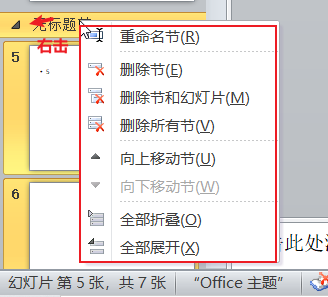 无标题节
右击
重命名节(R)
5
• 5
删除节(E)
删除节和幻灯片(M)
删除所有节(V)
向上移动节(U)
向下移动节(W)
6
全部折叠(O)
全部展开(X)
击此处
幻灯片 第 5 张，共 7 张
“Office 主题”